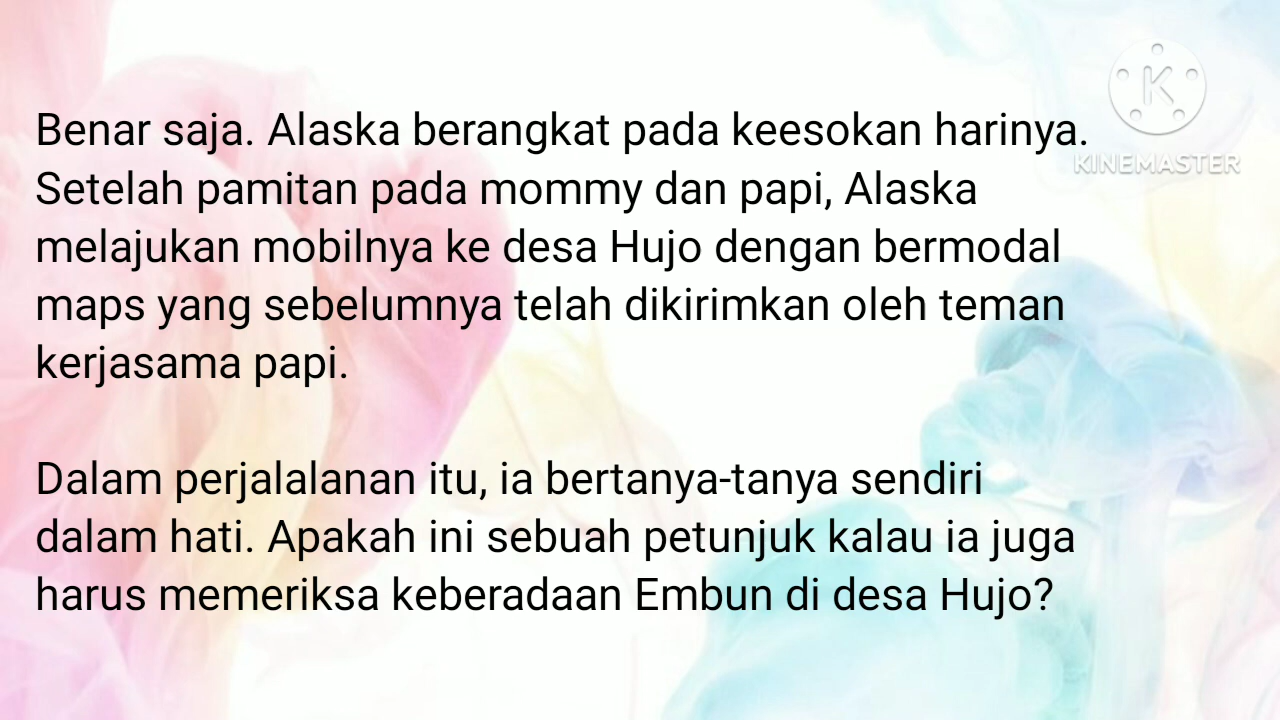 Benar saja. Alaska berangkat pada keesokan harinya.
Setelah pamitan pada mommy dan papi, Alaska
melajukan mobilnya ke desa Hujo dengan bermodal
maps yang sebelumnya telah dikirimkan oleh teman
kerjasama papi.
Dalam perjalalanan itu, ia bertanya-tanya sendiri
dalam hati. Apakah ini sebuah petunjuk kalau ia juga
harus memeriksa keberadaan Embun di desa Hujo?
K
KINEMASTER